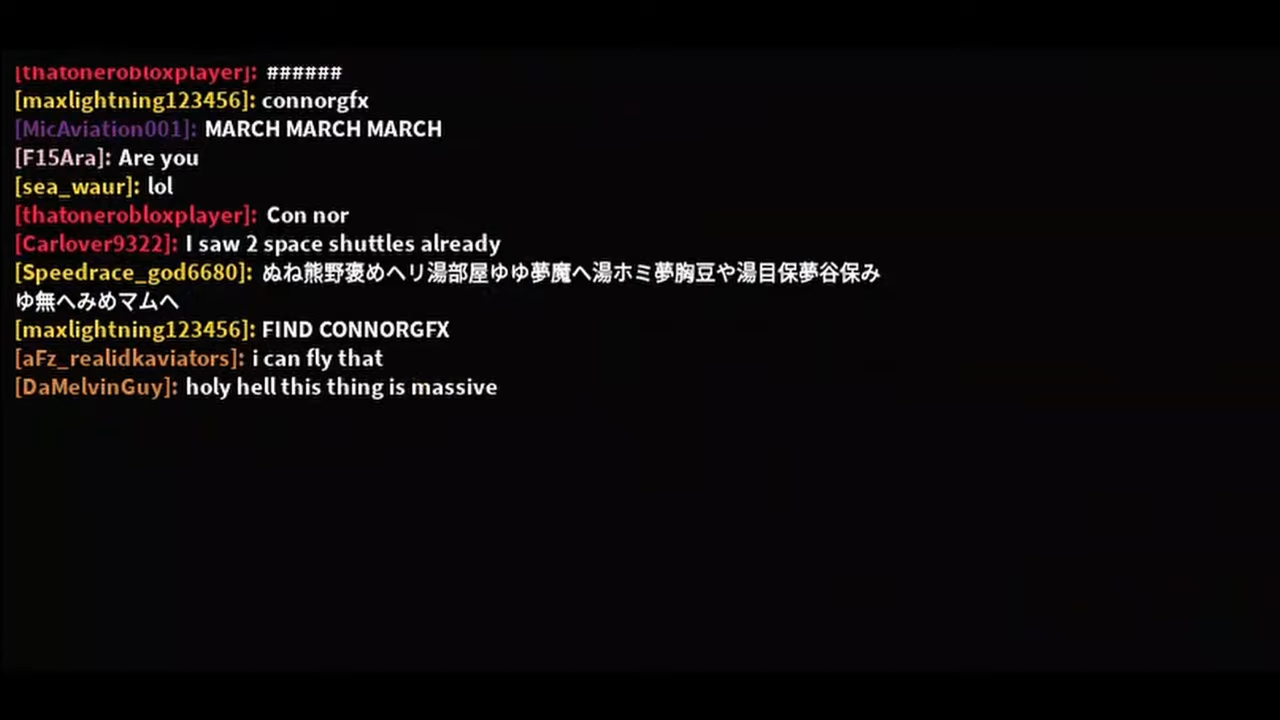 [thatonerobloxplayer]: ######
[maxlightning123456]: connorgfx
[MicAviation001]: MARCH MARCH MARCH
[F15Ara]: Are you
[sea_waur]: lol
[thatonerobloxplayer]: Con nor
[Carlover9322]: I saw 2 space shuttles already
[Speedrace_god6680]: ぬね熊野褒めヘリ湯部屋ゆゆ夢魔へ湯ホミ夢胸豆や湯目保夢谷保み
ゆ無へみめマムへ
[maxlightning123456]: FIND CONNORGFX
[aFz_realidkaviators]: i can fly that
[DaMelvinGuy]: holy hell this thing is massive